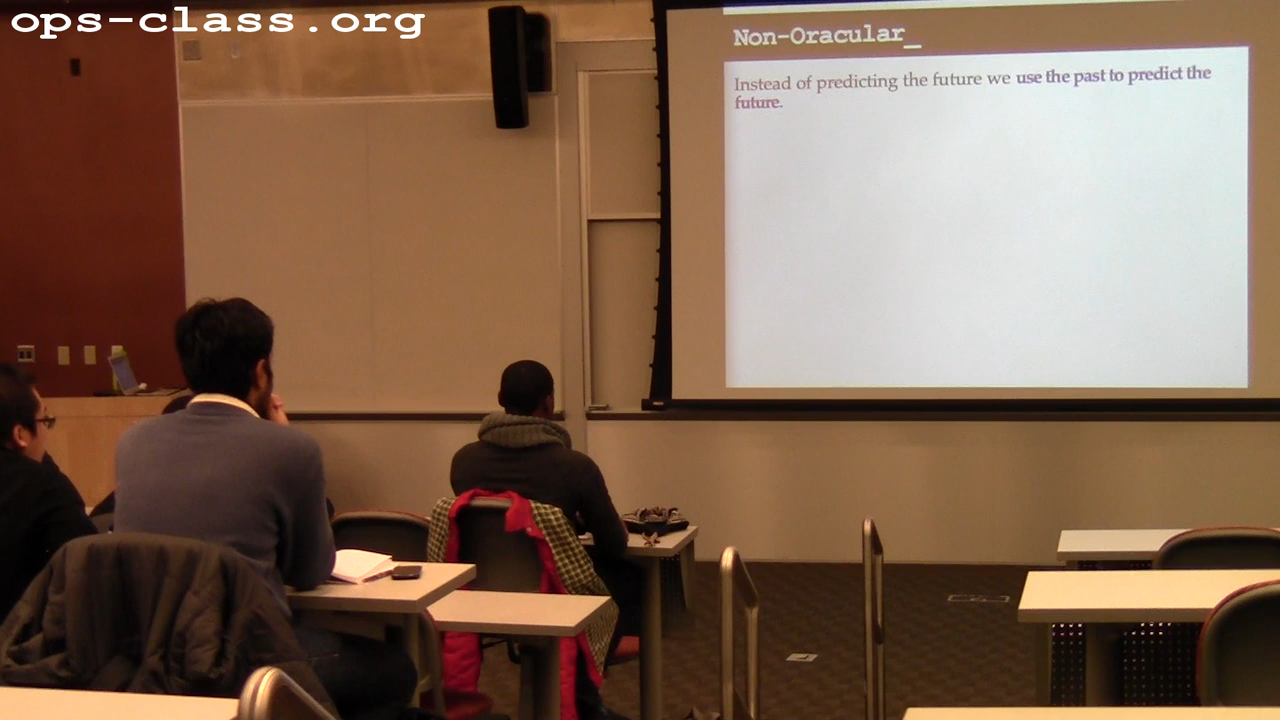 ops-class.org
Non-Oracular_
Instead of predicting the future we use the past to predict the
future.